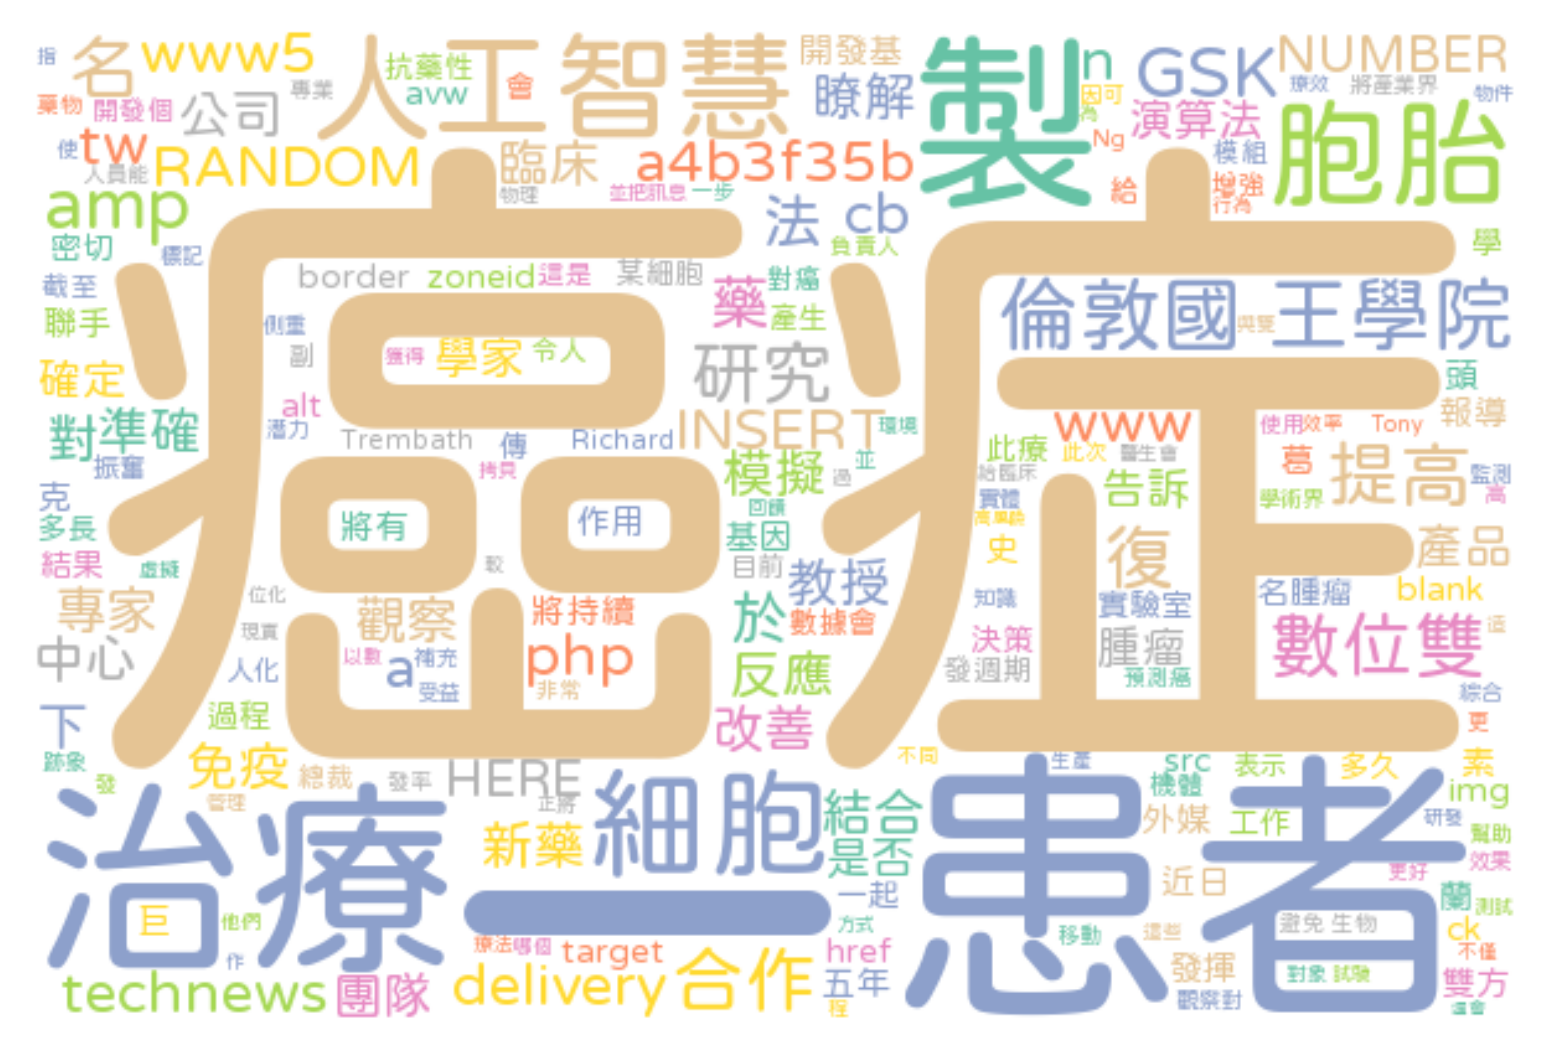 指
名
www5
人工智慧
抗藥性
avw
專業
會
開發基
瞭解
製
n
因可
為
GSK
NUMBER
療效
將產業界
物件
藥物
開發個
公司
演算法
Ng
模組
胞胎
使
tw
人員能
RANDOM
臨床
物理
a4b3f35b
並把訊息
一步
給
增強
行為
amp
密切
標記
法
cb
負責人
學
截至
聯手
border
zoneid
這是
某細胞
藥
對癌
產生
倫敦國王學院
與雙
確定
側重
副
獲得
學家
令人
研究
頭
癌症
對
準確
振奮
alt
潛力
Trembath
傳
Richard
拷貝
INSERT
環境
www
此療
此次
醫生會
使用
效率
Tony
報導
模擬
過
並
給臨床
葛
提高
監測
高
學術界
克
多長
將有
作用
回饋
基因
實體
告訴
史
復
產品
結果
虛擬
較
目前
教授
知識
實驗室
名腫瘤
blank
專家
位化
現實
觀察
將持續
於
數據會
決策
腫瘤
數位雙
造
中心
人化
以數
a
補充
受益
php
非常
反應
發週期
預測癌
綜合
下
過程
改善
更
跡象
發
免疫
總裁
管理
發率
HERE
正將
不同
生產
src
機體
表示
多久
素
img
治療
新藥
細胞
結合
是否
患者
外媒
工作
研發
幫助
效果
更好
一
一起
近日
蘭
測試
巨
他們
作
療法
哪個
target
方式
href
移動
這些
避免
生物
ck
不僅
technews
團隊
delivery
合作
五年
程
發揮
觀察對
對象
試驗
雙方
還會